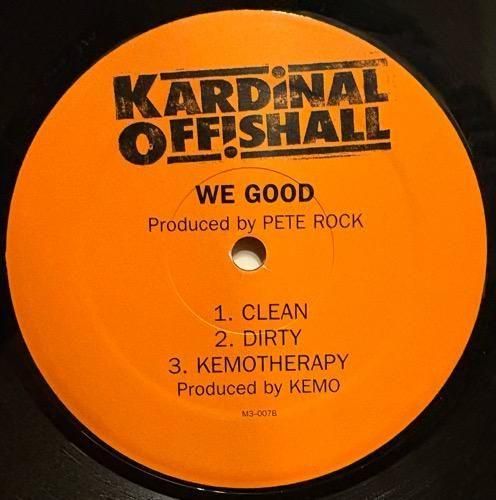 KARDiNAL
OFF!SHALL
WE GOOD
Produced by PETE ROCK
1. CLEAN
2. DIRTY
3. KEMOTHERAPY
Produced by KEMO
M3-007B